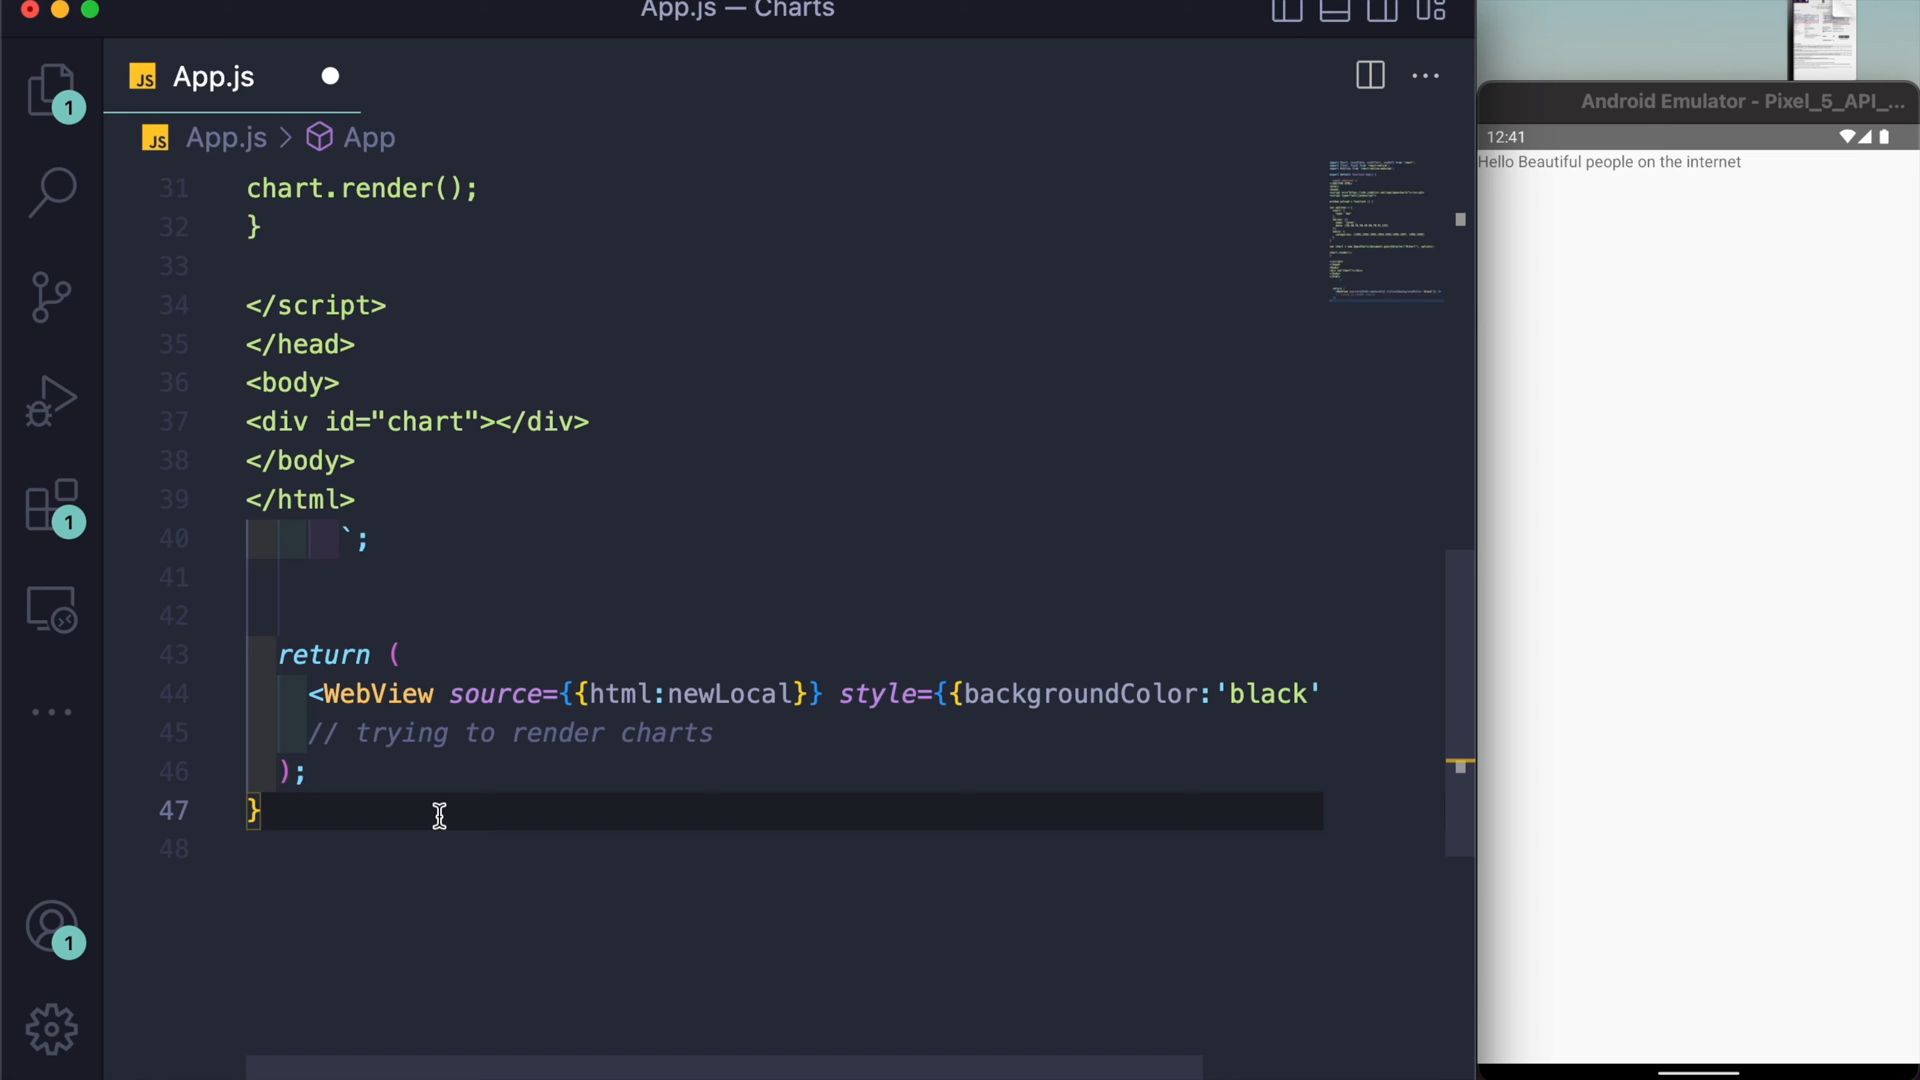 App.js — Charts
JS App.js
JS App.js > App
31 chart.render();
32 }
33
34 </script>
35 </head>
36 <body>
37 <div id="chart"></div>
38 </body>
39 </html>
40 `;
41
42
43 return (
44 <WebView source={{html:newLocal}} style={{backgroundColor:'black'
45 // trying to render charts
46 );
47 }
48
1
1
1
Android Emulator - Pixel_5_API_...
12:41
Hello Beautiful people on the internet